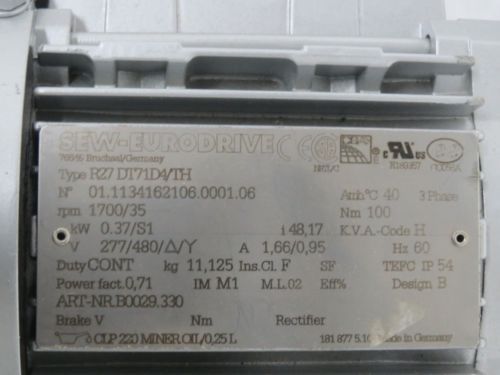 SEW-EURODRIVE
76646 Bruchsal/Germany
Type R27 DT71D4/TH
N° 01.1134162106.0001.06 Amb°C 40 3 Phase
rpm 1700/35 Nm 100
kW 0.37/S1 i 48,17 K.V.A.-Code H
V 277/480/△/Y A 1,66/0,95 Hz 60
Duty CONT kg 11,125 Ins.Cl. F SF TEFC IP 54
Power fact. 0,71 IM M1 M.L.02 Eff% Design B
ART-NR.B0029.330
Brake V Nm Rectifier
CLP 220 MINER OIL/0,25L 181 877 5.10 Made in Germany